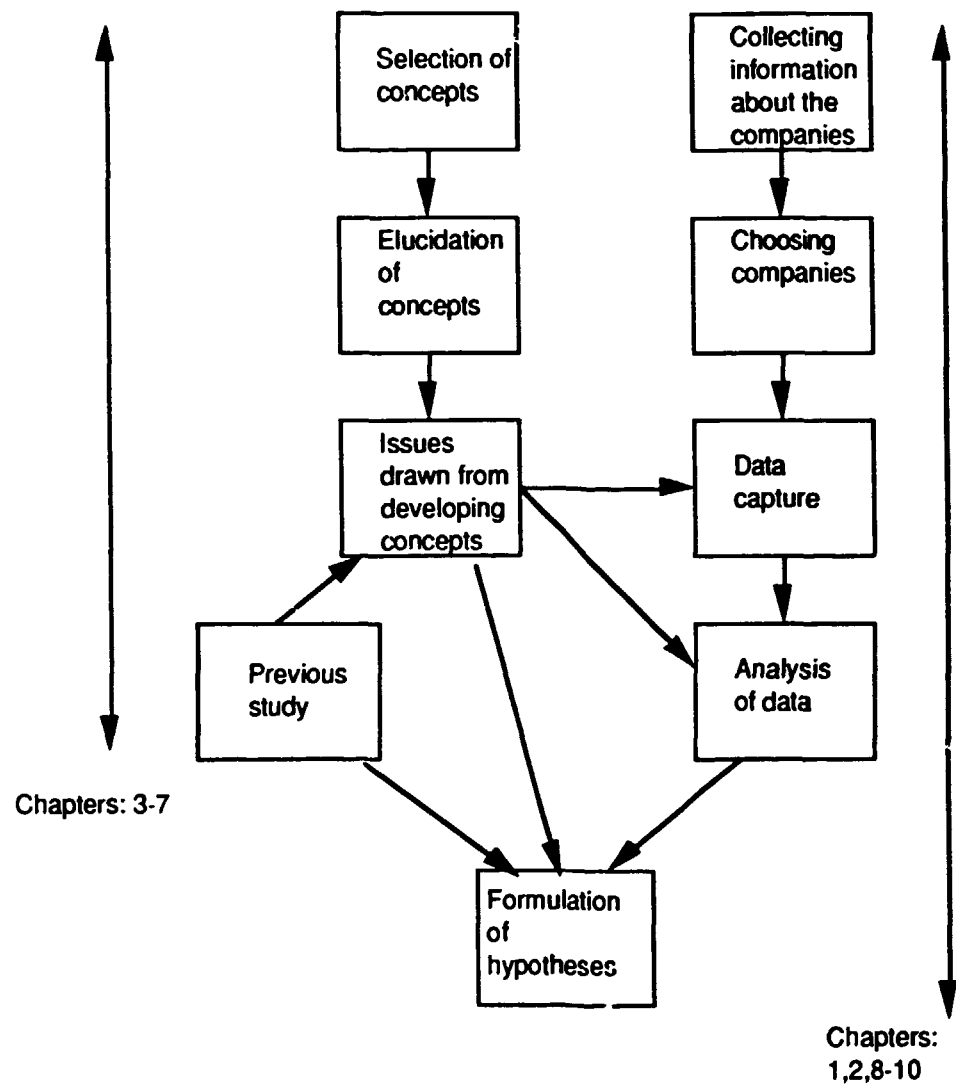 Selection of
concepts
Collecting
information
about the
companies
Elucidation
of
concepts
Choosing
companies
Issues
drawn from
developing
concepts
Data
capture
Previous
study
Analysis
of data
Chapters: 3-7
Formulation
of
hypotheses
Chapters:
1,2,8-10